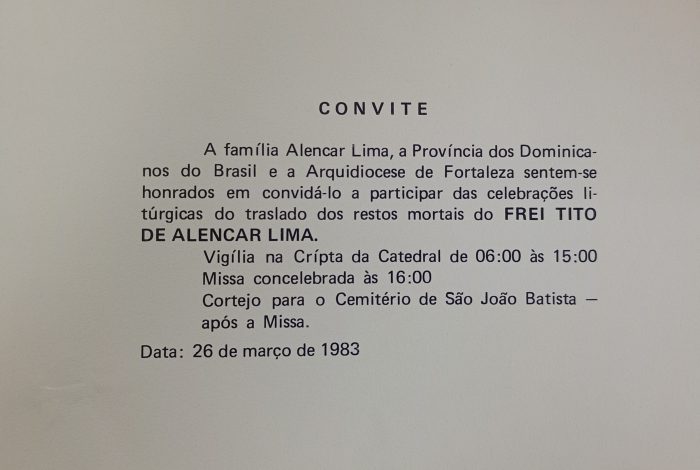 CONVITE
A família Alencar Lima, a Província dos Dominica-
nos do Brasil e a Arquidiocese de Fortaleza sentem-se
honrados em convidá-lo a participar das celebrações li-
túrgicas do traslado dos restos mortais do FREI TITO
DE ALENCAR LIMA.
Vigília na Crípta da Catedral de 06:00 às 15:00
Missa concelebrada às 16:00
Cortejo para o Cemitério de São João Batista —
após a Missa.
Data: 26 de março de 1983